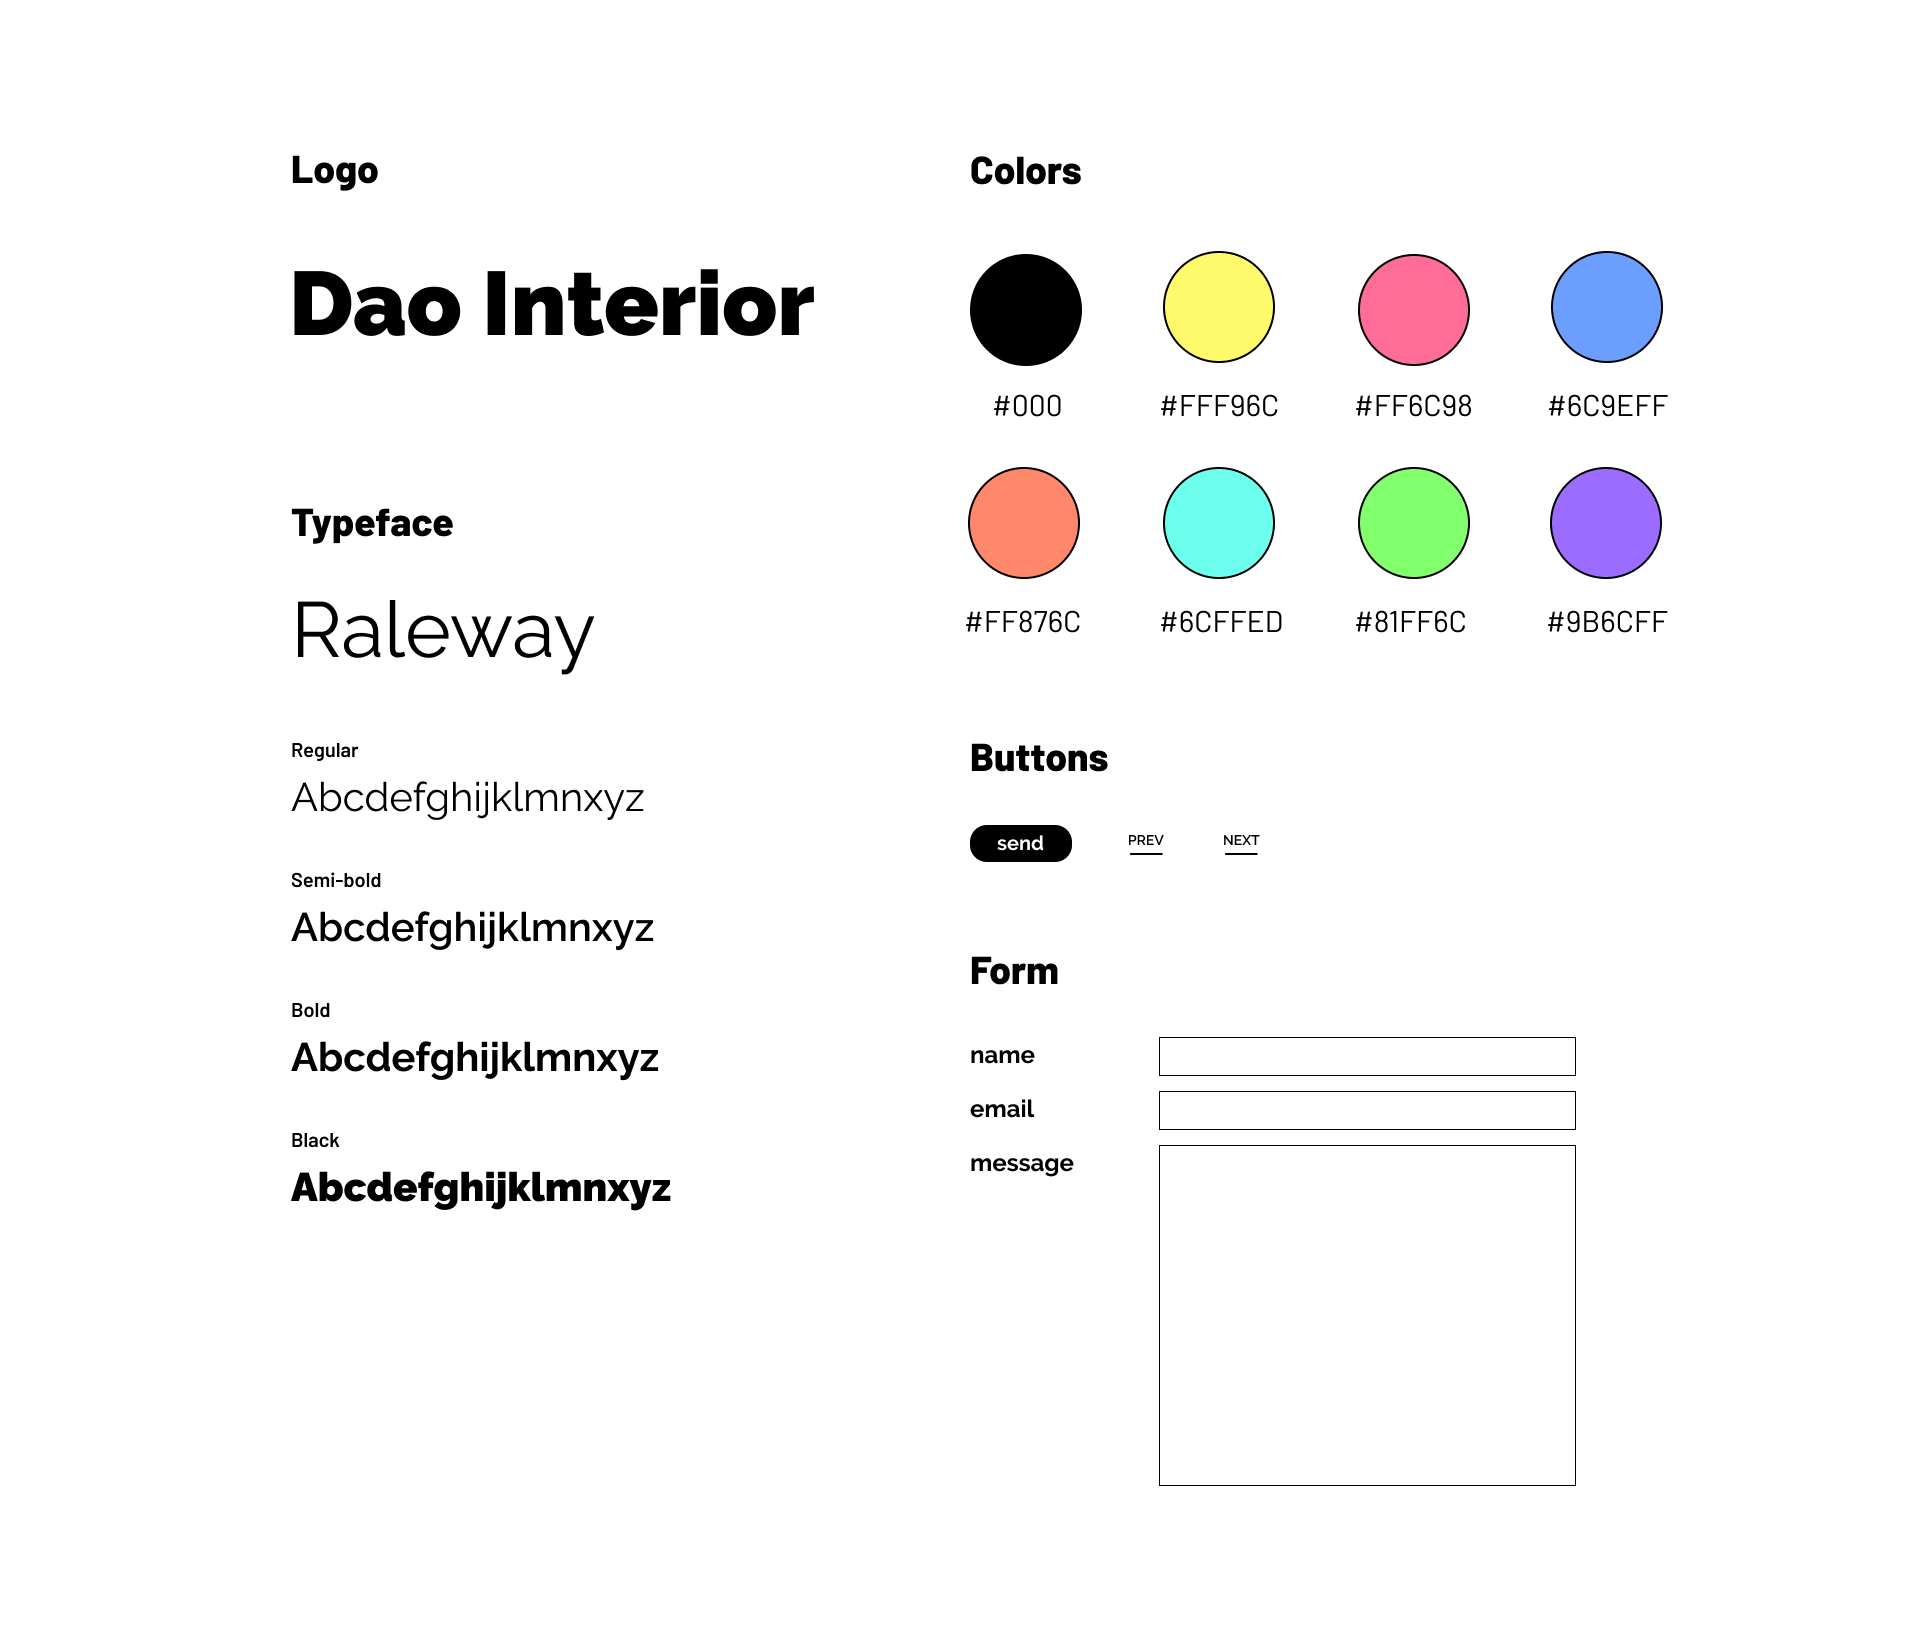 Logo
Dao Interior
Typeface
Raleway
Regular
Abcdefghijklmnxyz
Semi-bold
Abcdefghijklmnxyz
Bold
Abcdefghijklmnxyz
Black
Abcdefghijklmnxyz
Colors
#000 #FFF96C #FF6C98 #6C9EFF
#FF876C #6CFFED #81FF6C #9B6CFF
Buttons
send PREV NEXT
Form
name
email
message